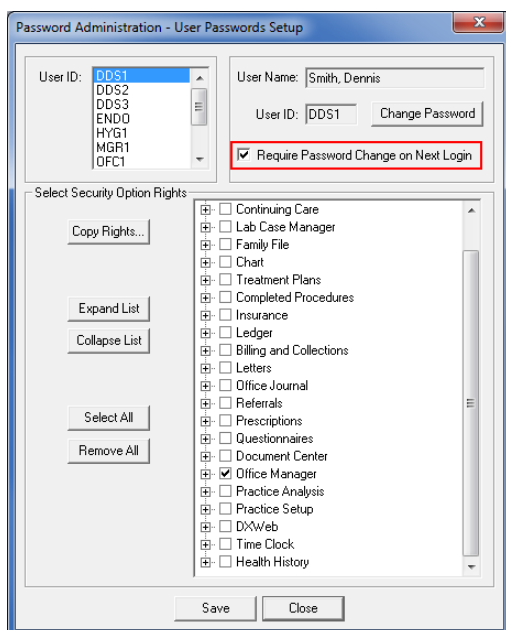 Password Administration - User Passwords Setup
User ID:
DDS1
DDS2
DDS3
ENDO
HYG1
MGR1
OFC1
User Name: Smith, Dennis
User ID: DDS1 Change Password
Require Password Change on Next Login
Select Security Option Rights
Copy Rights...
Expand List
Collapse List
Select All
Remove All
Continuing Care
Lab Case Manager
Family File
Chart
Treatment Plans
Completed Procedures
Insurance
Ledger
Billing and Collections
Letters
Office Journal
Referrals
Prescriptions
Questionnaires
Document Center
Office Manager
Practice Analysis
Practice Setup
DXWeb
Time Clock
Health History
Save Close